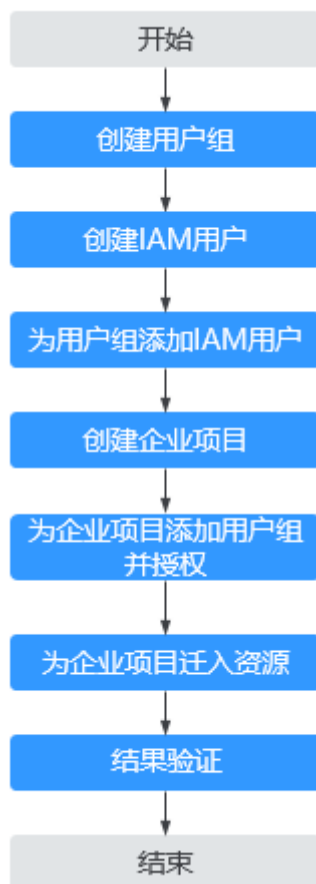 开始
创建用户组
创建IAM用户
为用户组添加IAM用户
创建企业项目
为企业项目添加用户组
并授权
为企业项目迁入资源
结果验证
结束